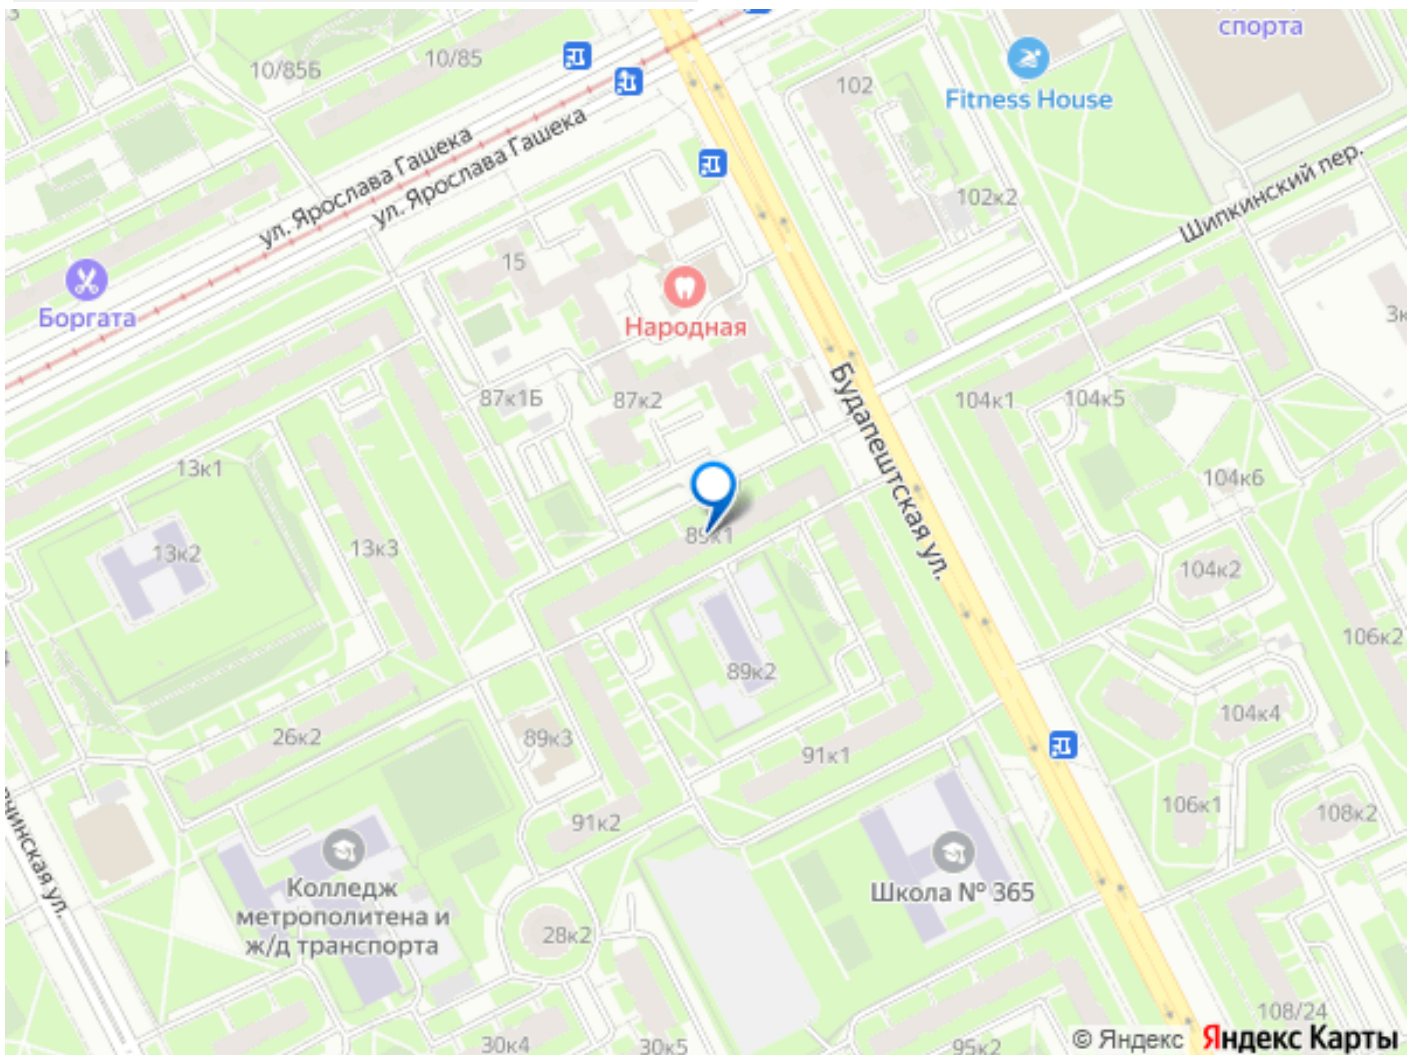 спорта
10/85Б
10/85
102
Fitness House
ул. Ярослава Гашека
ул. Ярослава Гашека
102к2
Шипкинский пер.
15
Боргата
Народная
87к1Б
87к2
Будапештская ул.
104к1
104к5
13к1
104к6
89к1
13к2
13к3
104к2
106к2
89к2
26к2
89к3
91к1
104к4
91к2
106к1
108к2
Колледж
метрополитена и
ж/д транспорта
Школа № 365
28к2
108/24
30к4
30к5
95к2
© Яндекс Яндекс Карты